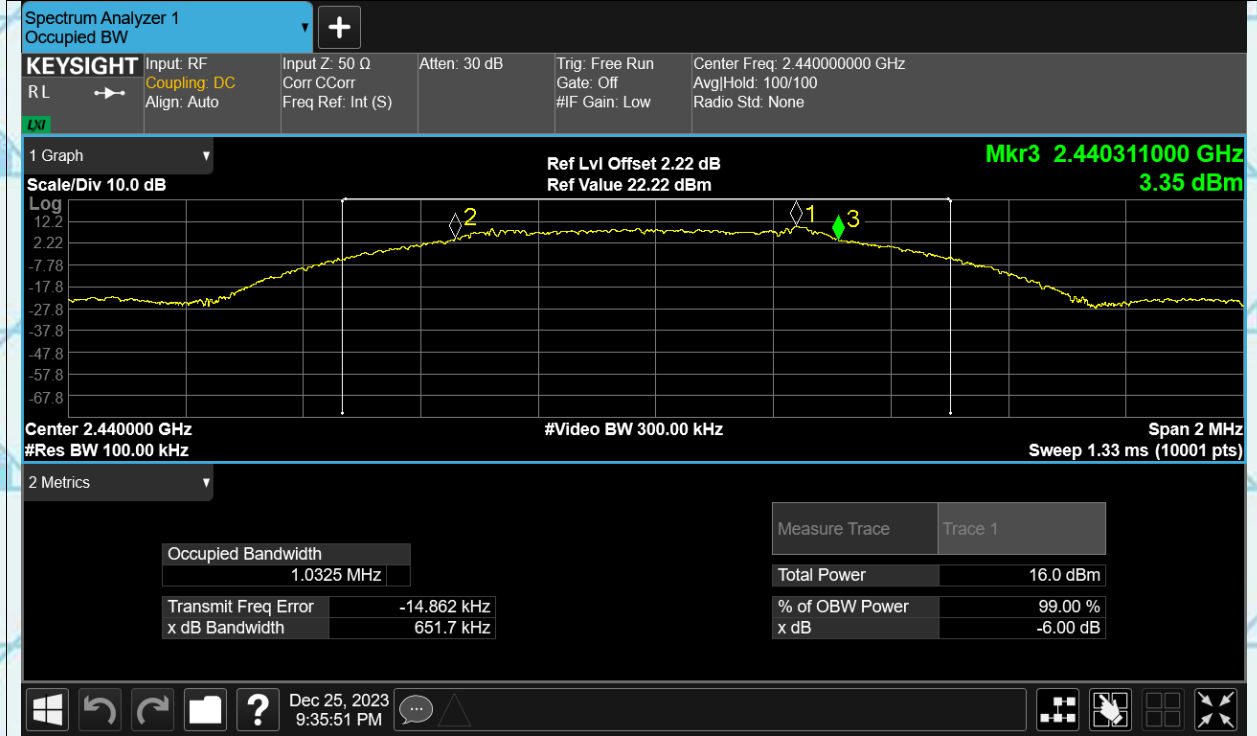 Spectrum Analyzer 1
Occupied BW
KEYSIGHT
R L
LXI
Input: RF
Coupling: DC
Align: Auto
Input Z: 50 Ω
Corr CCorr
Freq Ref: Int (S)
Atten: 30 dB
Trig: Free Run
Gate: Off
#IF Gain: Low
Center Freq: 2.440000000 GHz
Avg|Hold: 100/100
Radio Std: None
1 Graph
Ref Lvl Offset 2.22 dB
Mkr3 2.440311000 GHz
Scale/Div 10.0 dB
Ref Value 22.22 dBm
3.35 dBm
Log
12.2
2.22
-7.78
-17.8
-27.8
-37.8
-47.8
-57.8
-67.8
2
1
3
Center 2.440000 GHz
#Video BW 300.00 kHz
Span 2 MHz
#Res BW 100.00 kHz
Sweep 1.33 ms (10001 pts)
2 Metrics
Measure Trace
Trace 1
Occupied Bandwidth
1.0325 MHz
Total Power
16.0 dBm
Transmit Freq Error
-14.862 kHz
% of OBW Power
99.00 %
x dB Bandwidth
651.7 kHz
x dB
-6.00 dB
Dec 25, 2023
9:35:51 PM